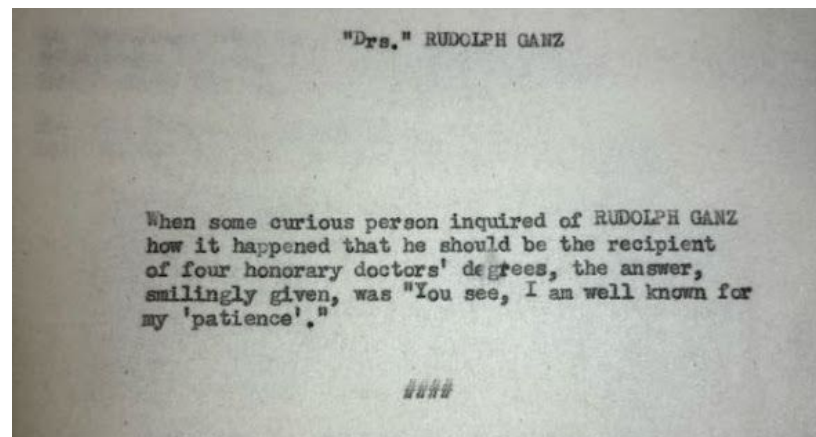 "Drs." RUDOLPH GANZ
When some curious person inquired of RUDOLPH GANZ
how it happened that he should be the recipient
of four honorary doctors' degrees, the answer,
smilingly given, was "You see, I am well known for
my 'patience'."
####